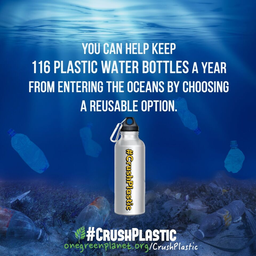 YOU CAN HELP KEEP
116 PLASTIC WATER BOTTLES A YEAR
FROM ENTERING THE OCEANS BY CHOOSING
A REUSABLE OPTION.
#CrushPlastic
#CRUSHPLASTIC
onegreenplanet.org/CrushPlastic